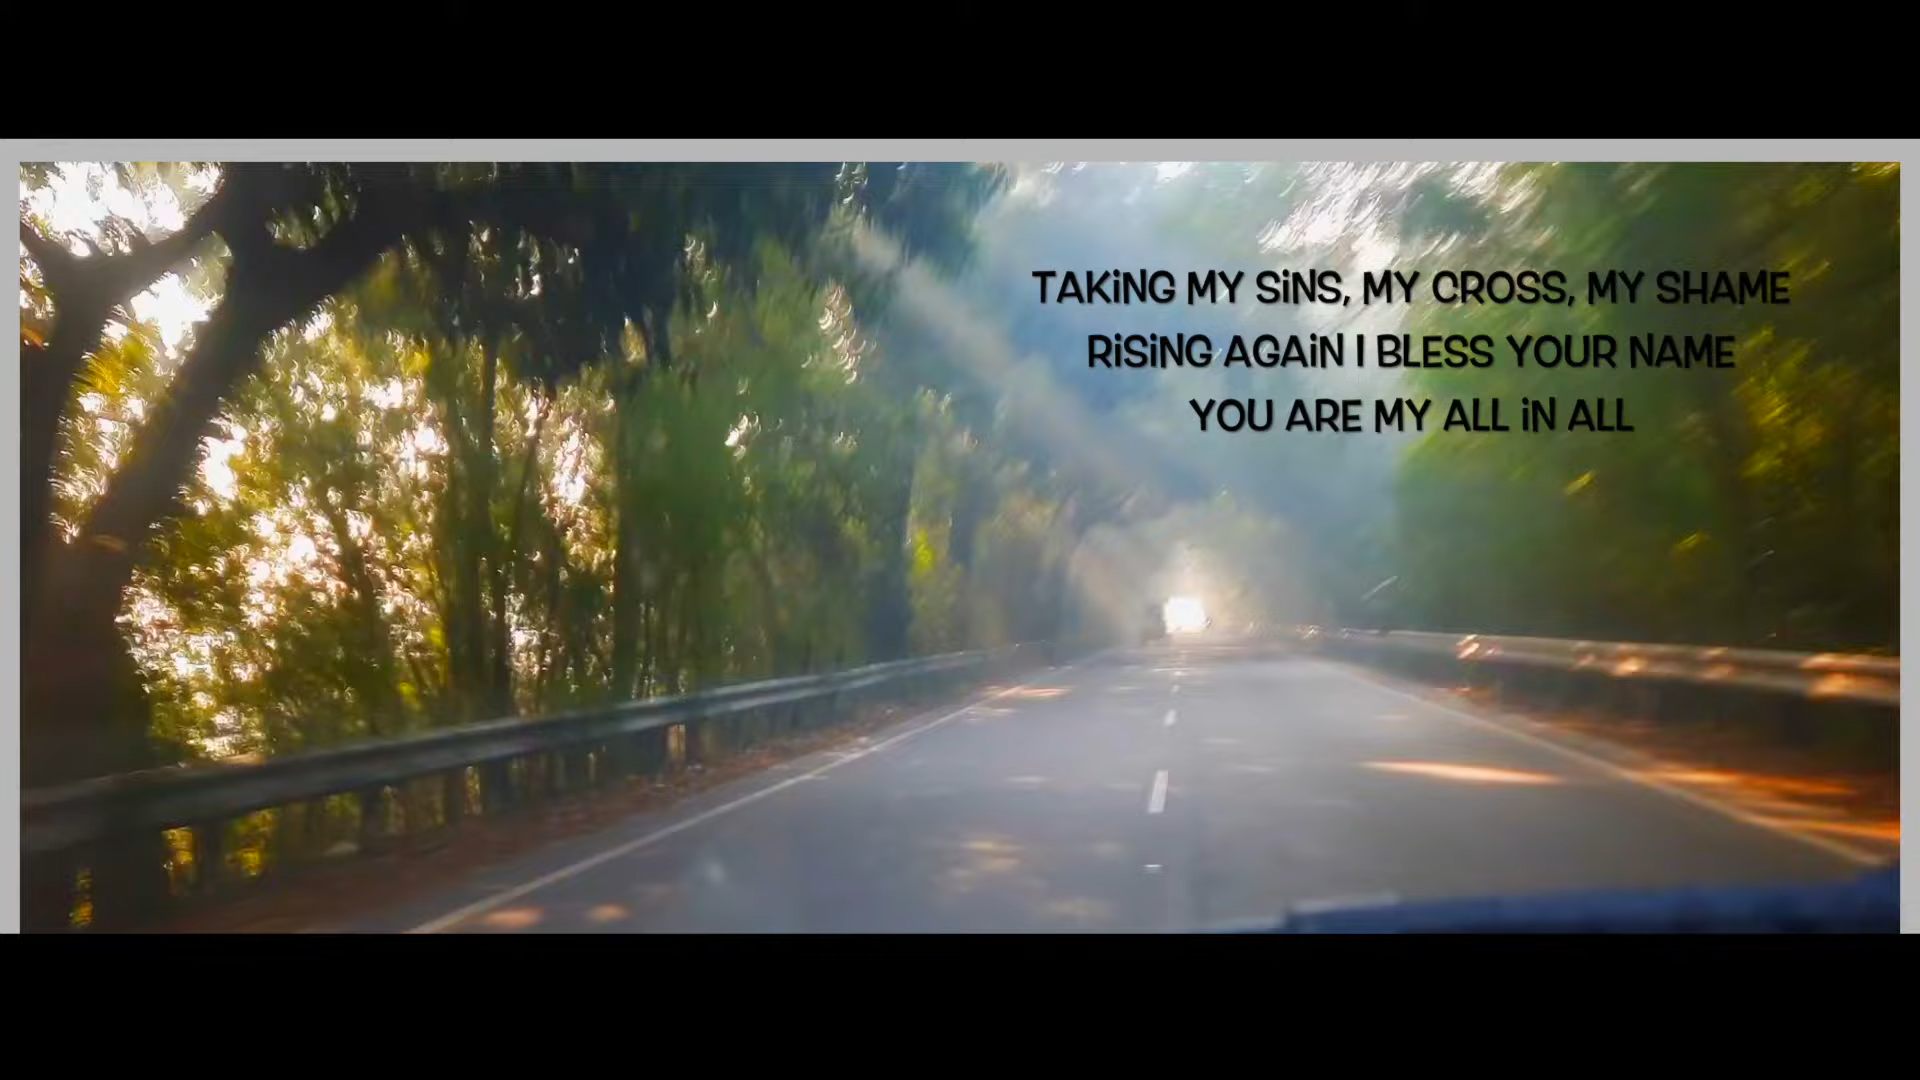 TAKiNG MY SiNS, MY CROSS, MY SHAME
RiSiNG AGAiN I BLESS YOUR NAME
YOU ARE MY ALL iN ALL